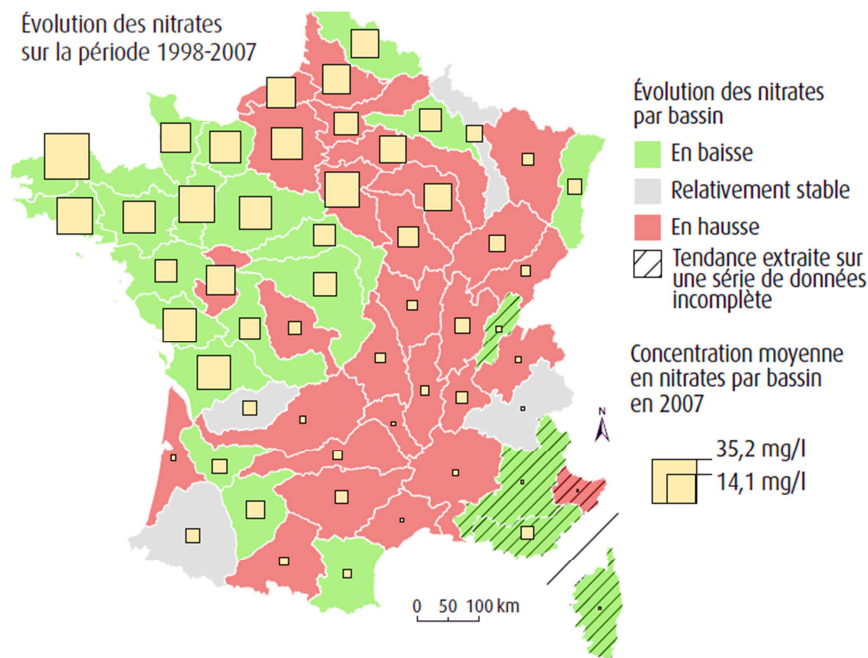 Évolution des nitrates
sur la période 1998-2007
Évolution des nitrates
par bassin
En baisse
Relativement stable
En hausse
Tendance extraite sur
une série de données
incomplète
Concentration moyenne
en nitrates par bassin
en 2007
N
35,2 mg/l
14,1 mg/l
0 50 100 km